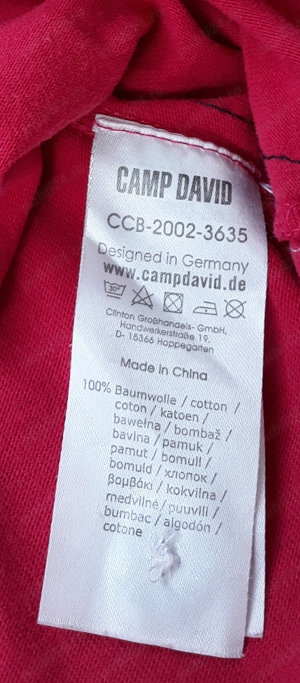 CAMP DAVID
CCB-2002-3635
Designed in Germany
www.campdavid.de
30°
Clinton Großhandels- GmbH,
Handwerkerstraße 19,
D- 15366 Hoppegarten
Made in China
100% Baumwolle / cotton /
coton / katoen /
bawełna / bombaž /
bavlna / pamuk /
pamut / bomull /
bomuld / хлопок /
βαμβάκι / kokvilna /
medvilnė / puuvill /
bumbac / algodón /
cotone